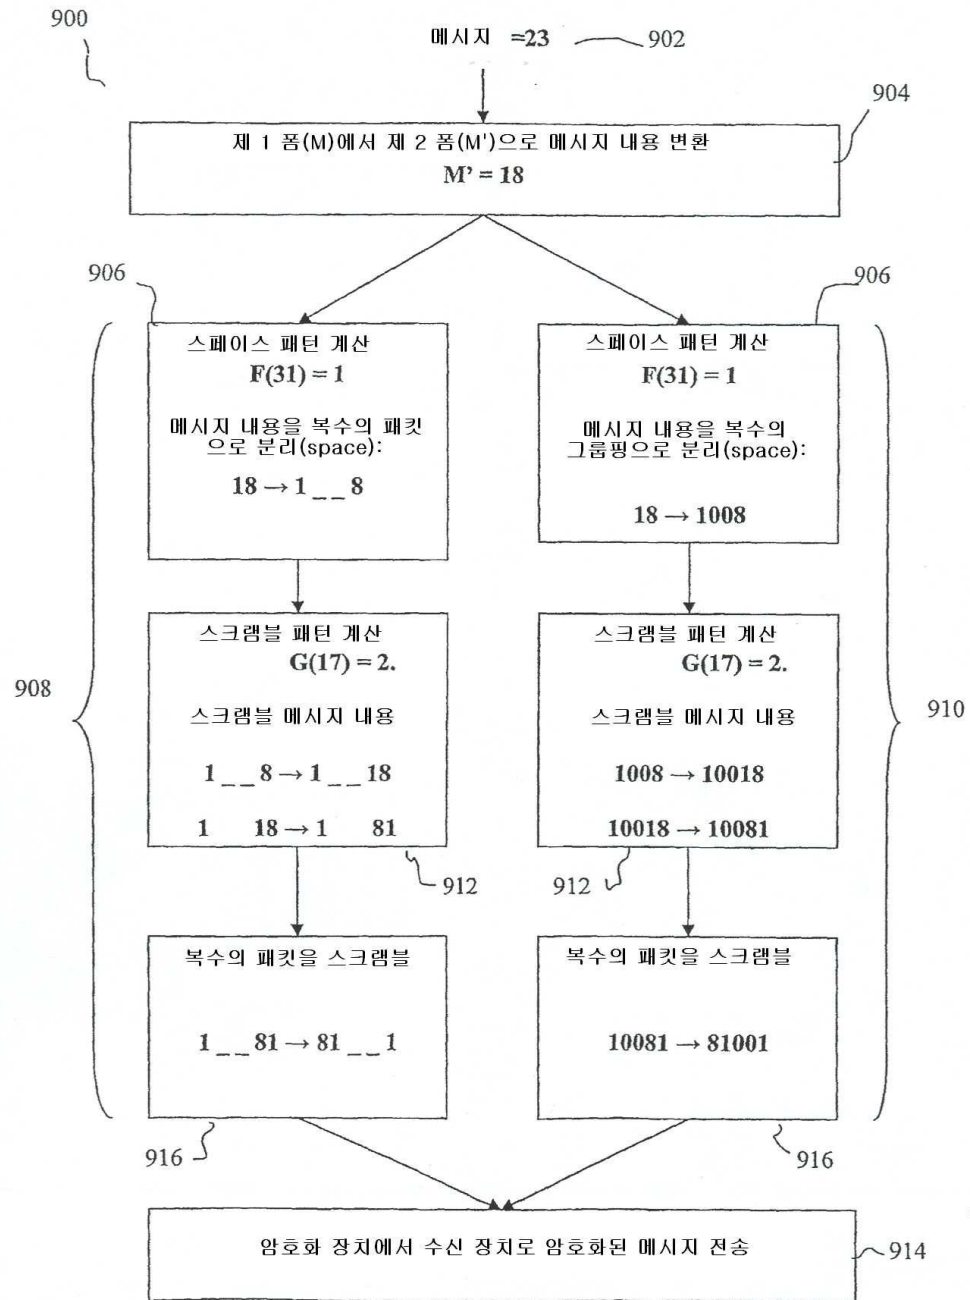 900
메시지 =23 902
904
제 1 폼(M)에서 제 2 폼(M')으로 메시지 내용 변환
M’ = 18
906
906
스페이스 패턴 계산
F(31) = 1
메시지 내용을 복수의 패킷
으로 분리(space):
18 → 1 _ _ 8
스페이스 패턴 계산
F(31) = 1
메시지 내용을 복수의
그룹핑으로 분리(space):
18 → 1008
908
910
스크램블 패턴 계산
G(17) = 2.
스크램블 메시지 내용
1 _ _ 8 → 1 _ _ 18
1 18 → 1 81
912
스크램블 패턴 계산
G(17) = 2.
스크램블 메시지 내용
1008 → 10018
10018 → 10081
912
복수의 패킷을 스크램블
1 _ _ 81 → 81 _ _ 1
916
복수의 패킷을 스크램블
10081 → 81001
916
암호화 장치에서 수신 장치로 암호화된 메시지 전송
914